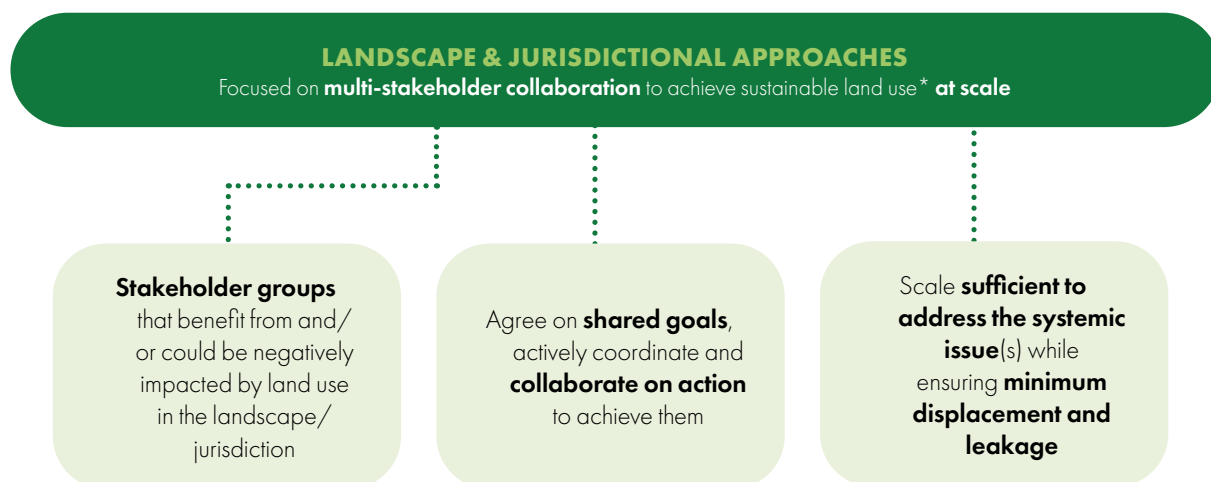 LANDSCAPE & JURISDICTIONAL APPROACHES
Focused on multi-stakeholder collaboration to achieve sustainable land use* at scale
Stakeholder groups
that benefit from and/
or could be negatively
impacted by land use
in the landscape/
jurisdiction
Agree on shared goals,
actively coordinate and
collaborate on action
to achieve them
Scale sufficient to
address the systemic
issue(s) while
ensuring minimum
displacement and
leakage